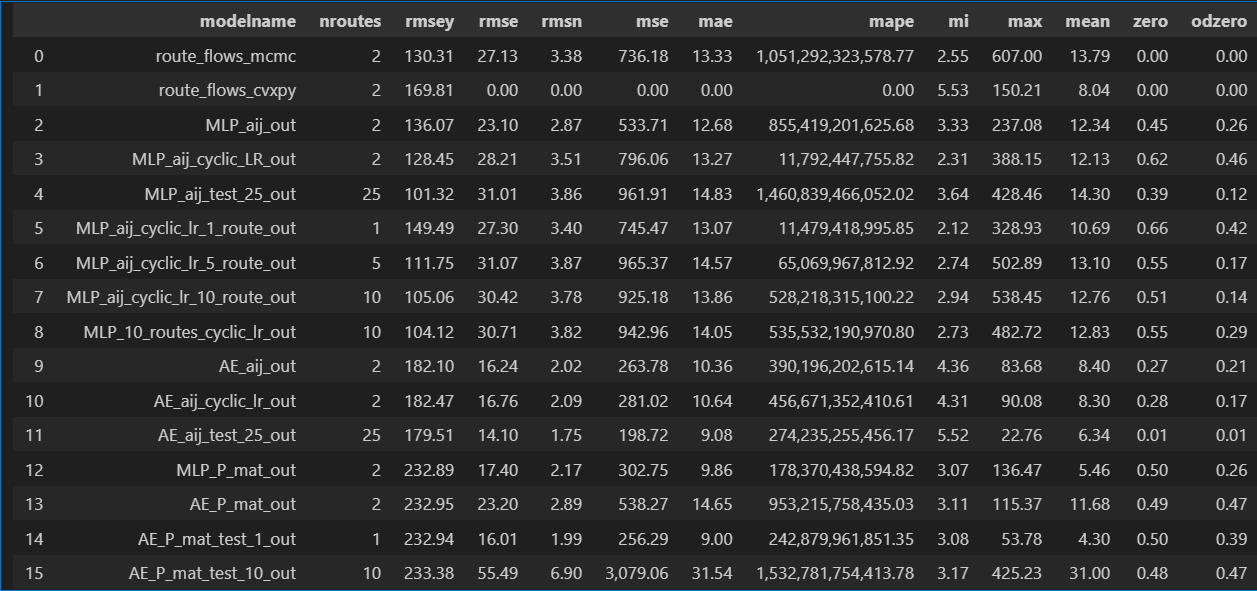 modelname nroutes rmsey rmse rmsn mse mae mape mi max mean zero odzero
0 route_flows_mcmc 2 130.31 27.13 3.38 736.18 13.33 1,051,292,323,578.77 2.55 607.00 13.79 0.00 0.00
1 route_flows_cvxpy 2 169.81 0.00 0.00 0.00 0.00 0.00 5.53 150.21 8.04 0.00 0.00
2 MLP_aij_out 2 136.07 23.10 2.87 533.71 12.68 855,419,201,625.68 3.33 237.08 12.34 0.45 0.26
3 MLP_aij_cyclic_LR_out 2 128.45 28.21 3.51 796.06 13.27 11,792,447,755.82 2.31 388.15 12.13 0.62 0.46
4 MLP_aij_test_25_out 25 101.32 31.01 3.86 961.91 14.83 1,460,839,466,052.02 3.64 428.46 14.30 0.39 0.12
5 MLP_aij_cyclic_lr_1_route_out 1 149.49 27.30 3.40 745.47 13.07 11,479,418,995.85 2.12 328.93 10.69 0.66 0.42
6 MLP_aij_cyclic_lr_5_route_out 5 111.75 31.07 3.87 965.37 14.57 65,069,967,812.92 2.74 502.89 13.10 0.55 0.17
7 MLP_aij_cyclic_lr_10_route_out 10 105.06 30.42 3.78 925.18 13.86 528,218,315,100.22 2.94 538.45 12.76 0.51 0.14
8 MLP_10_routes_cyclic_lr_out 10 104.12 30.71 3.82 942.96 14.05 535,532,190,970.80 2.73 482.72 12.83 0.55 0.29
9 AE_aij_out 2 182.10 16.24 2.02 263.78 10.36 390,196,202,615.14 4.36 83.68 8.40 0.27 0.21
10 AE_aij_cyclic_lr_out 2 182.47 16.76 2.09 281.02 10.64 456,671,352,410.61 4.31 90.08 8.30 0.28 0.17
11 AE_aij_test_25_out 25 179.51 14.10 1.75 198.72 9.08 274,235,255,456.17 5.52 22.76 6.34 0.01 0.01
12 MLP_P_mat_out 2 232.89 17.40 2.17 302.75 9.86 178,370,438,594.82 3.07 136.47 5.46 0.50 0.26
13 AE_P_mat_out 2 232.95 23.20 2.89 538.27 14.65 953,215,758,435.03 3.11 115.37 11.68 0.49 0.47
14 AE_P_mat_test_1_out 1 232.94 16.01 1.99 256.29 9.00 242,879,961,851.35 3.08 53.78 4.30 0.50 0.39
15 AE_P_mat_test_10_out 10 233.38 55.49 6.90 3,079.06 31.54 1,532,781,754,413.78 3.17 425.23 31.00 0.48 0.47